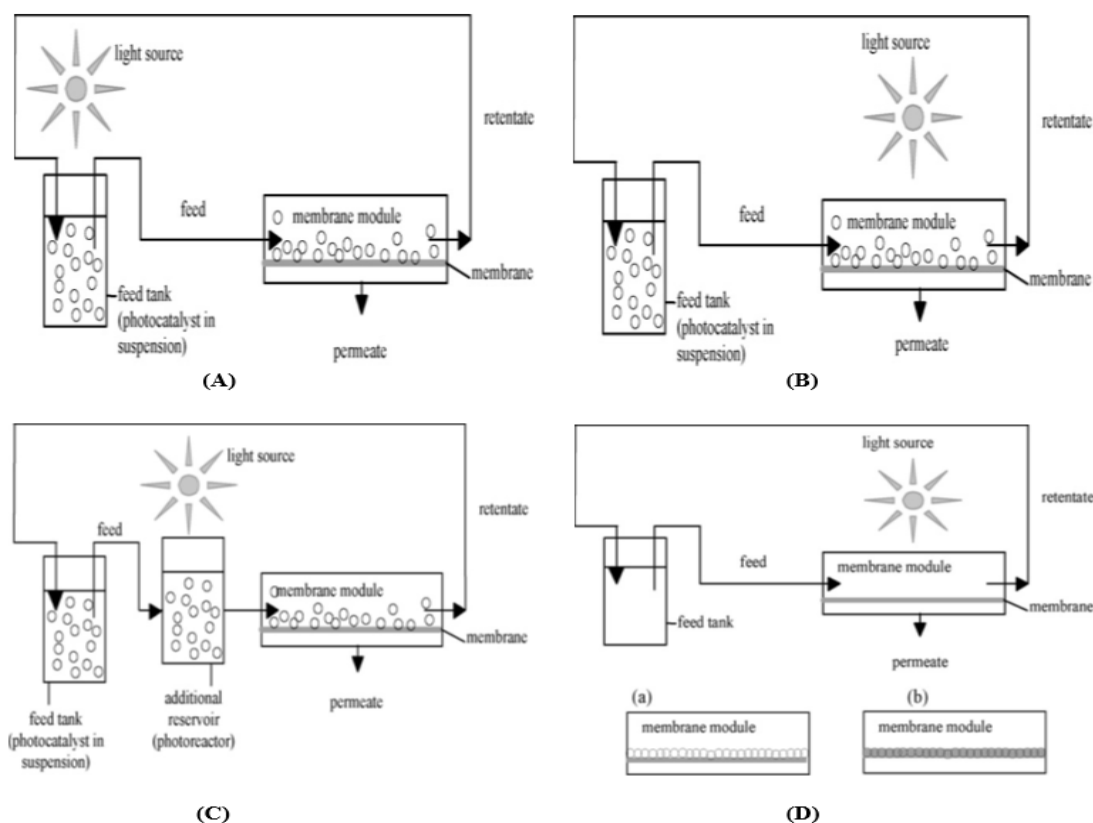 light source
retentate
feed
membrane module
membrane
feed tank
(photocatalyst in
suspension)
permeate
(A)
light source
retentate
feed
membrane module
membrane
feed tank
(photocatalyst in
suspension)
permeate
(B)
light source
feed
retentate
membrane module
membrane
feed tank
(photocatalyst in
suspension)
additional
reservoir
(photoreactor)
permeate
(C)
light source
retentate
feed
membrane module
membrane
feed tank
permeate
(a)
membrane module
(b)
membrane module
(D)